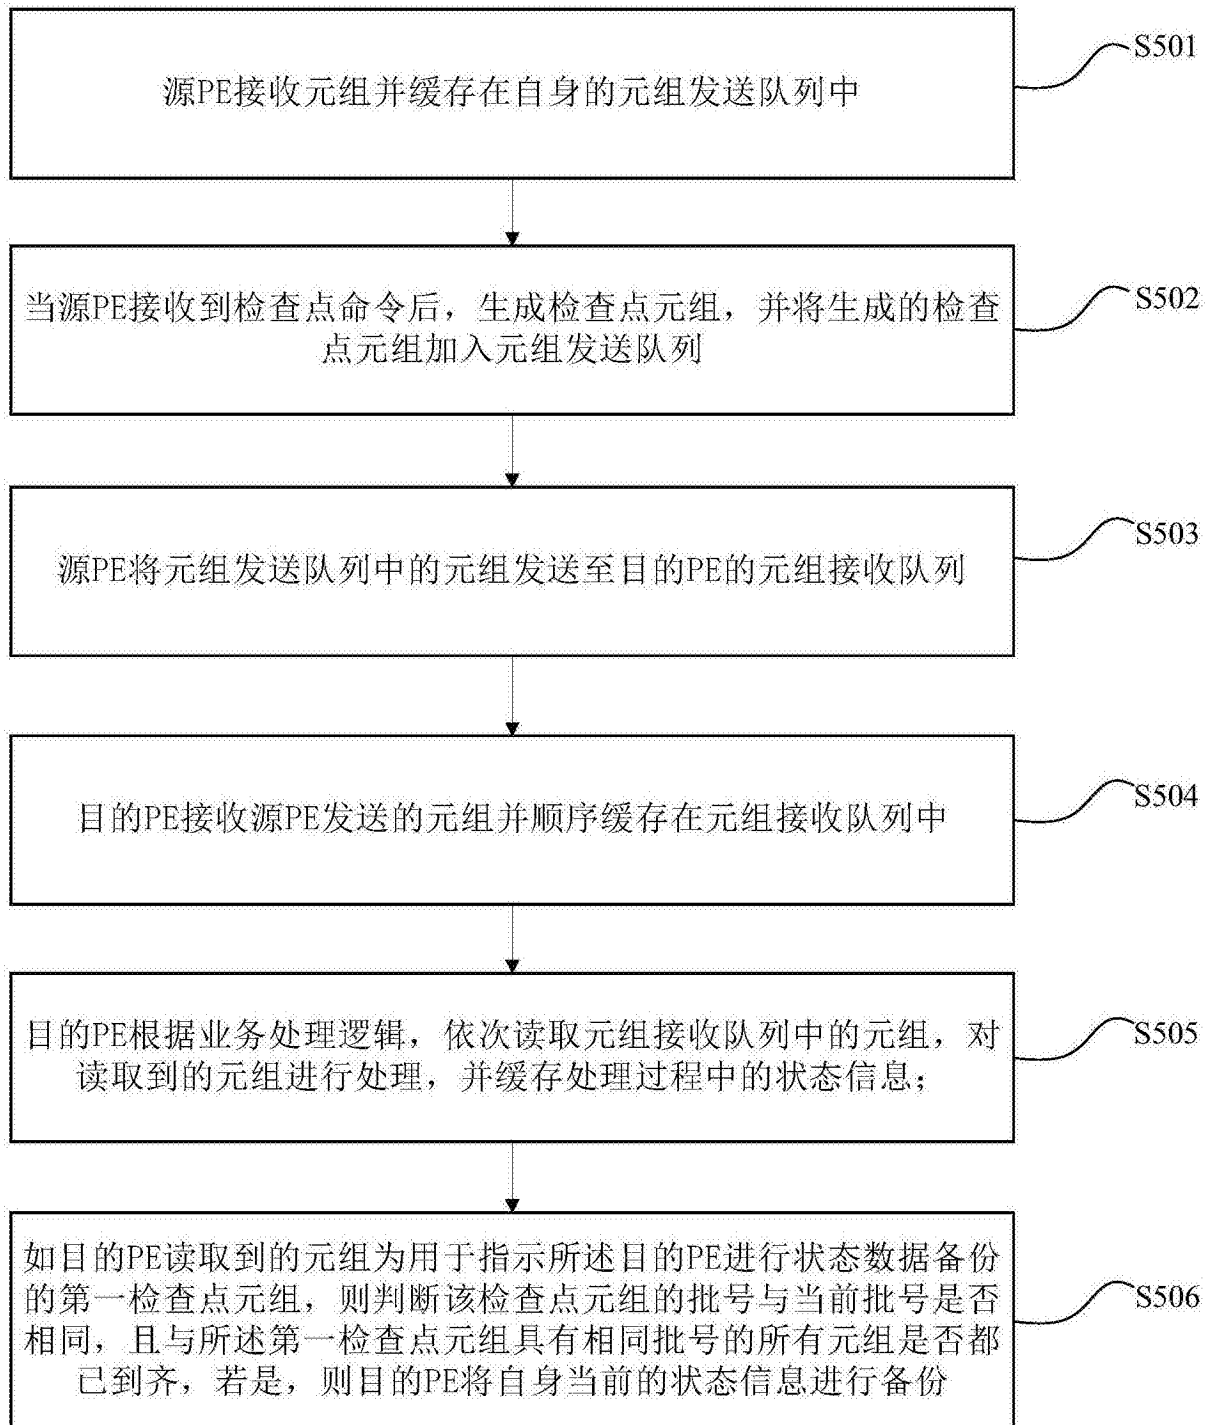 源PE接收元组并缓存在自身的元组发送队列中
S501
当源PE接收到检查点命令后，生成检查点元组，并将生成的检查
点元组加入元组发送队列
S502
源PE将元组发送队列中的元组发送至目的PE的元组接收队列
S503
目的PE接收源PE发送的元组并顺序缓存在元组接收队列中
S504
目的PE根据业务处理逻辑，依次读取元组接收队列中的元组，对
读取到的元组进行处理，并缓存处理过程中的状态信息；
S505
如目的PE读取到的元组为用于指示所述目的PE进行状态数据备份
的第一检查点元组，则判断该检查点元组的批号与当前批号是否
相同，且与所述第一检查点元组具有相同批号的所有元组是否都
已到齐，若是，则目的PE将自身当前的状态信息进行备份
S506